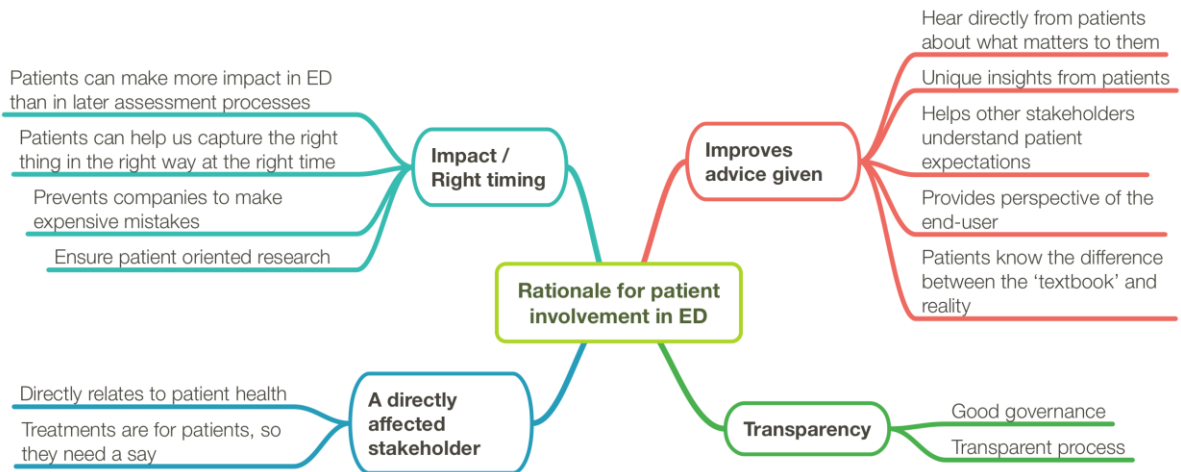 Rationale for patient
involvement in ED
Impact /
Right timing
Patients can make more impact in ED
than in later assessment processes
Patients can help us capture the right
thing in the right way at the right time
Prevents companies to make
expensive mistakes
Ensure patient oriented research
Improves
advice given
Hear directly from patients
about what matters to them
Unique insights from patients
Helps other stakeholders
understand patient
expectations
Provides perspective of the
end-user
Patients know the difference
between the ‘textbook’ and
reality
A directly
affected
stakeholder
Directly relates to patient health
Treatments are for patients, so
they need a say
Transparency
Good governance
Transparent process